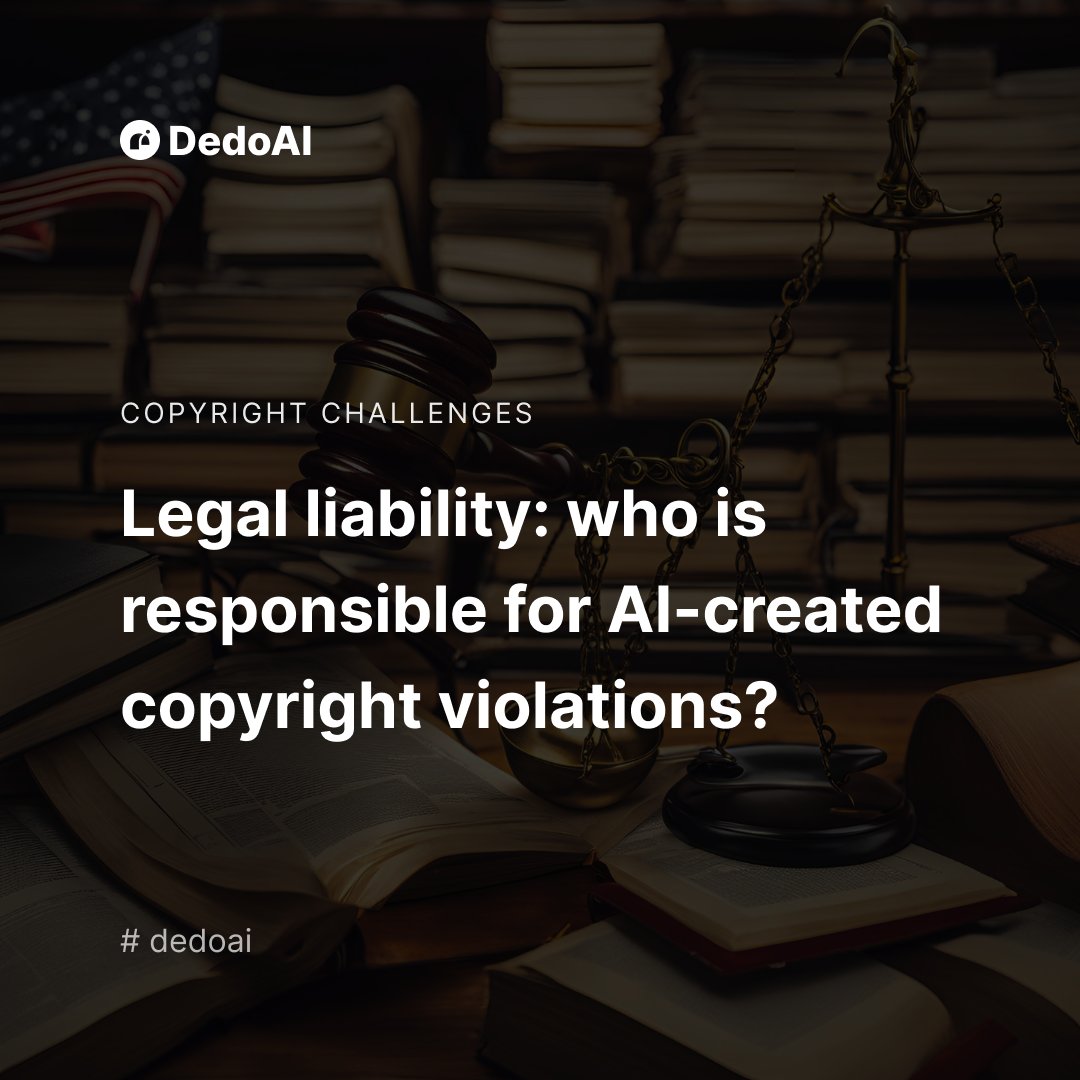 DedoAI
COPYRIGHT CHALLENGES
Legal liability: who is
responsible for AI-created
copyright violations?
# dedoai